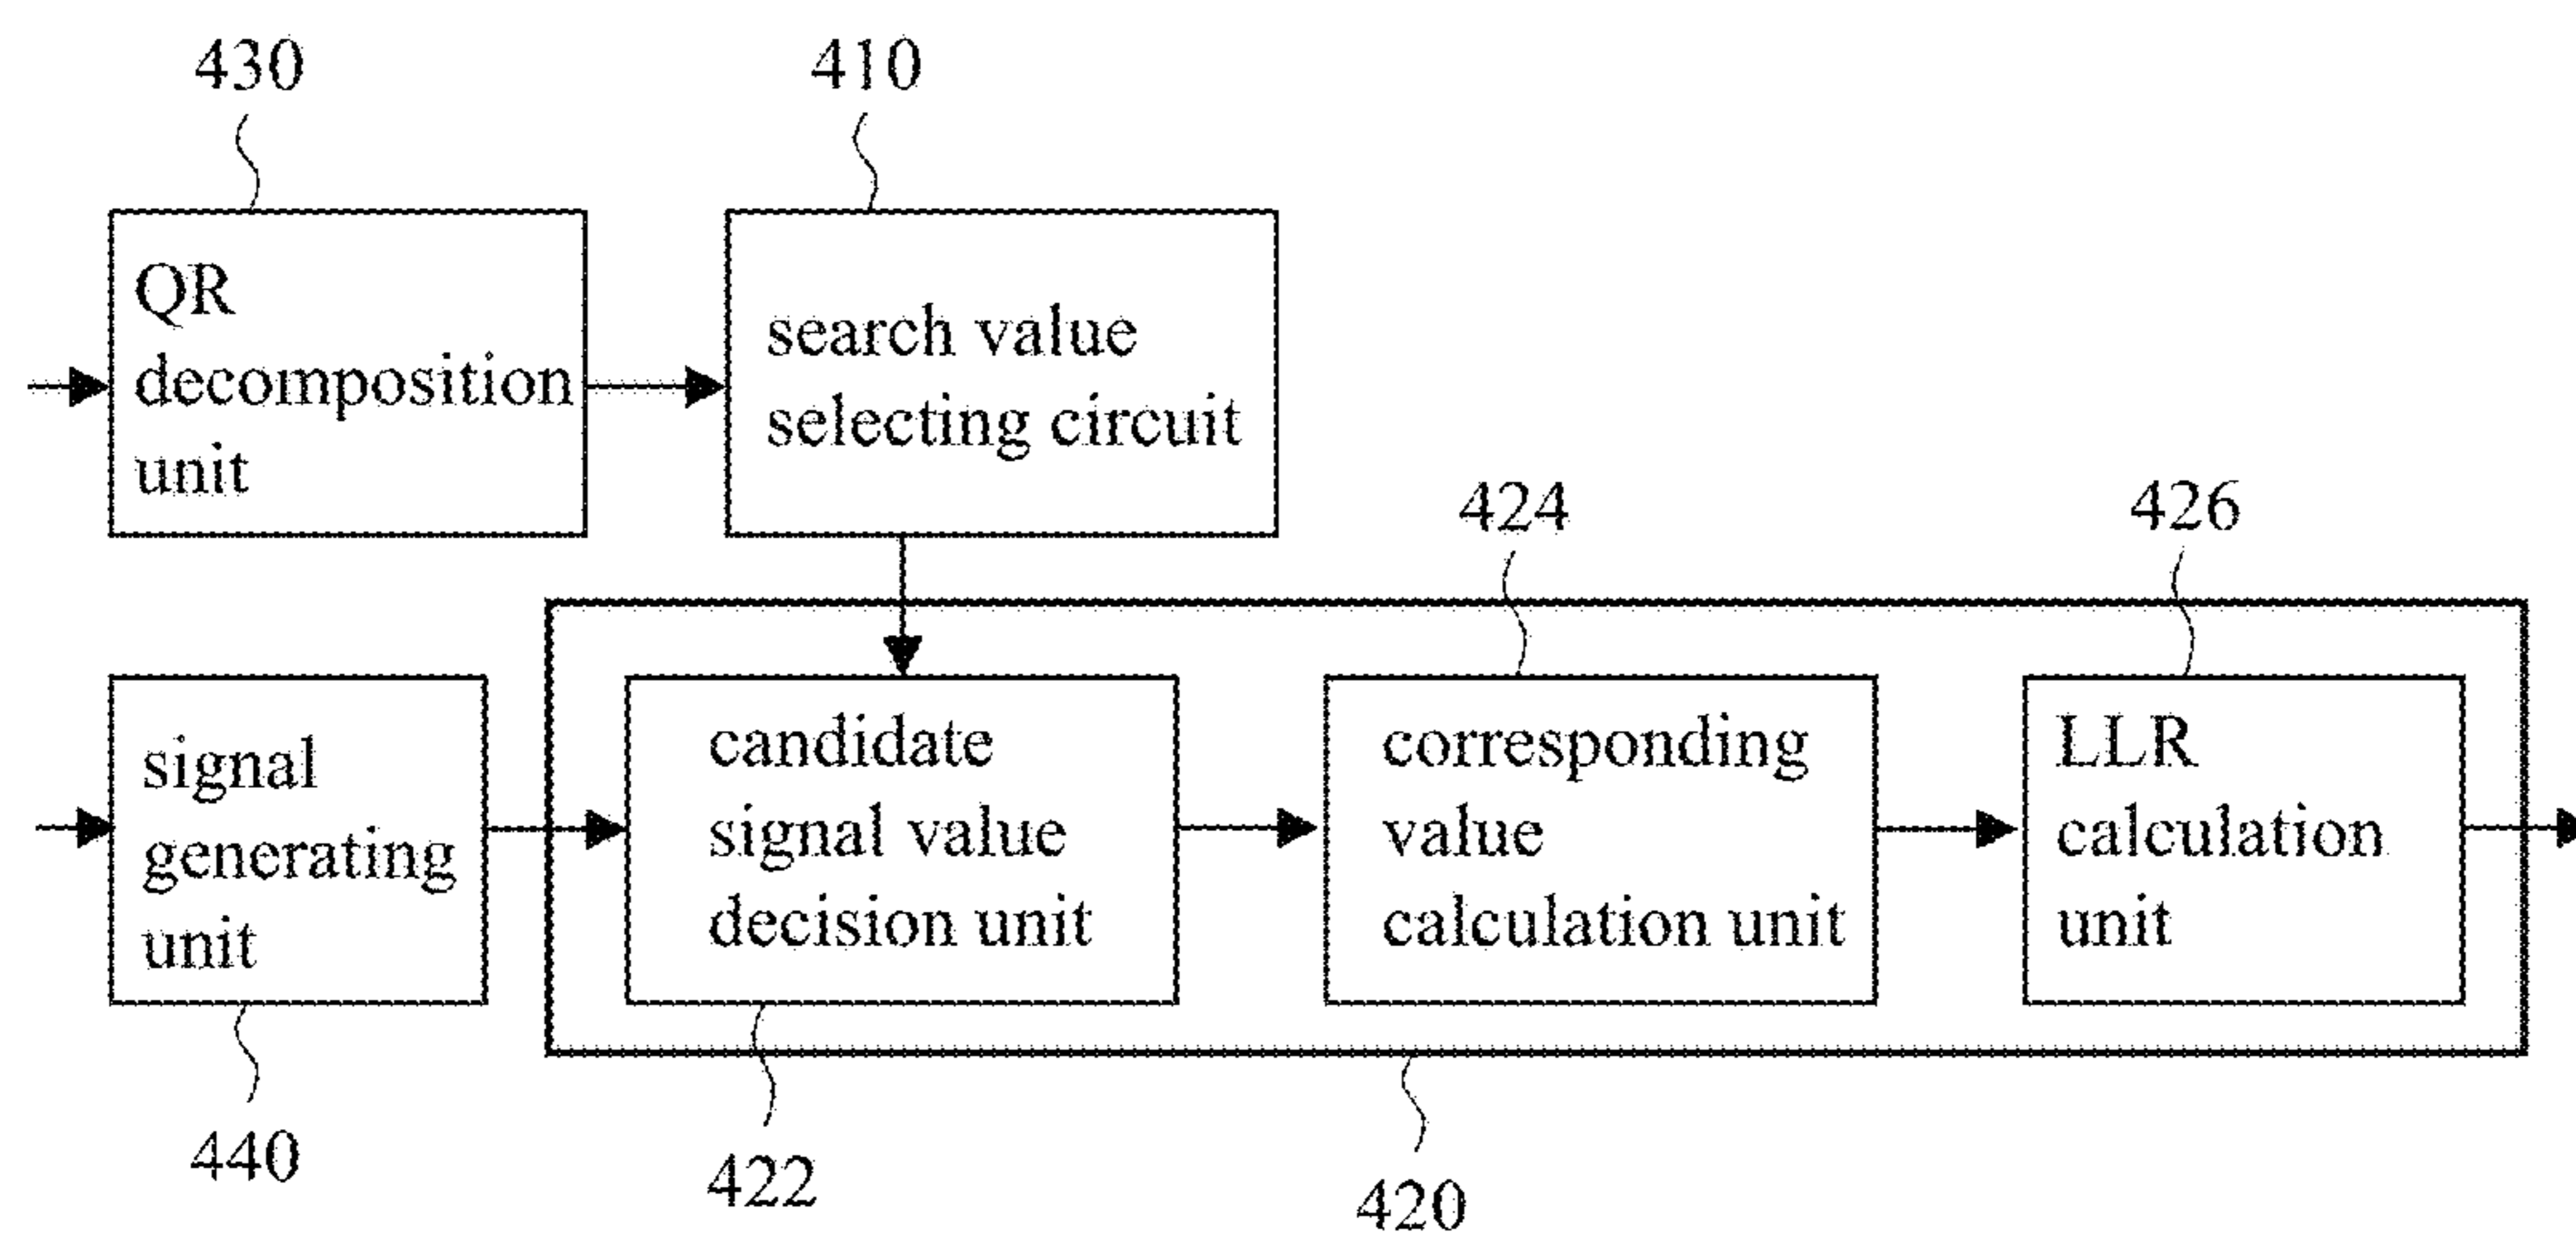 430
410
QR
decomposition
unit
search value
selecting circuit
424
426
signal
generating
unit
candidate
signal value
decision unit
corresponding
value
calculation unit
LLR
calculation
unit
440
422
420